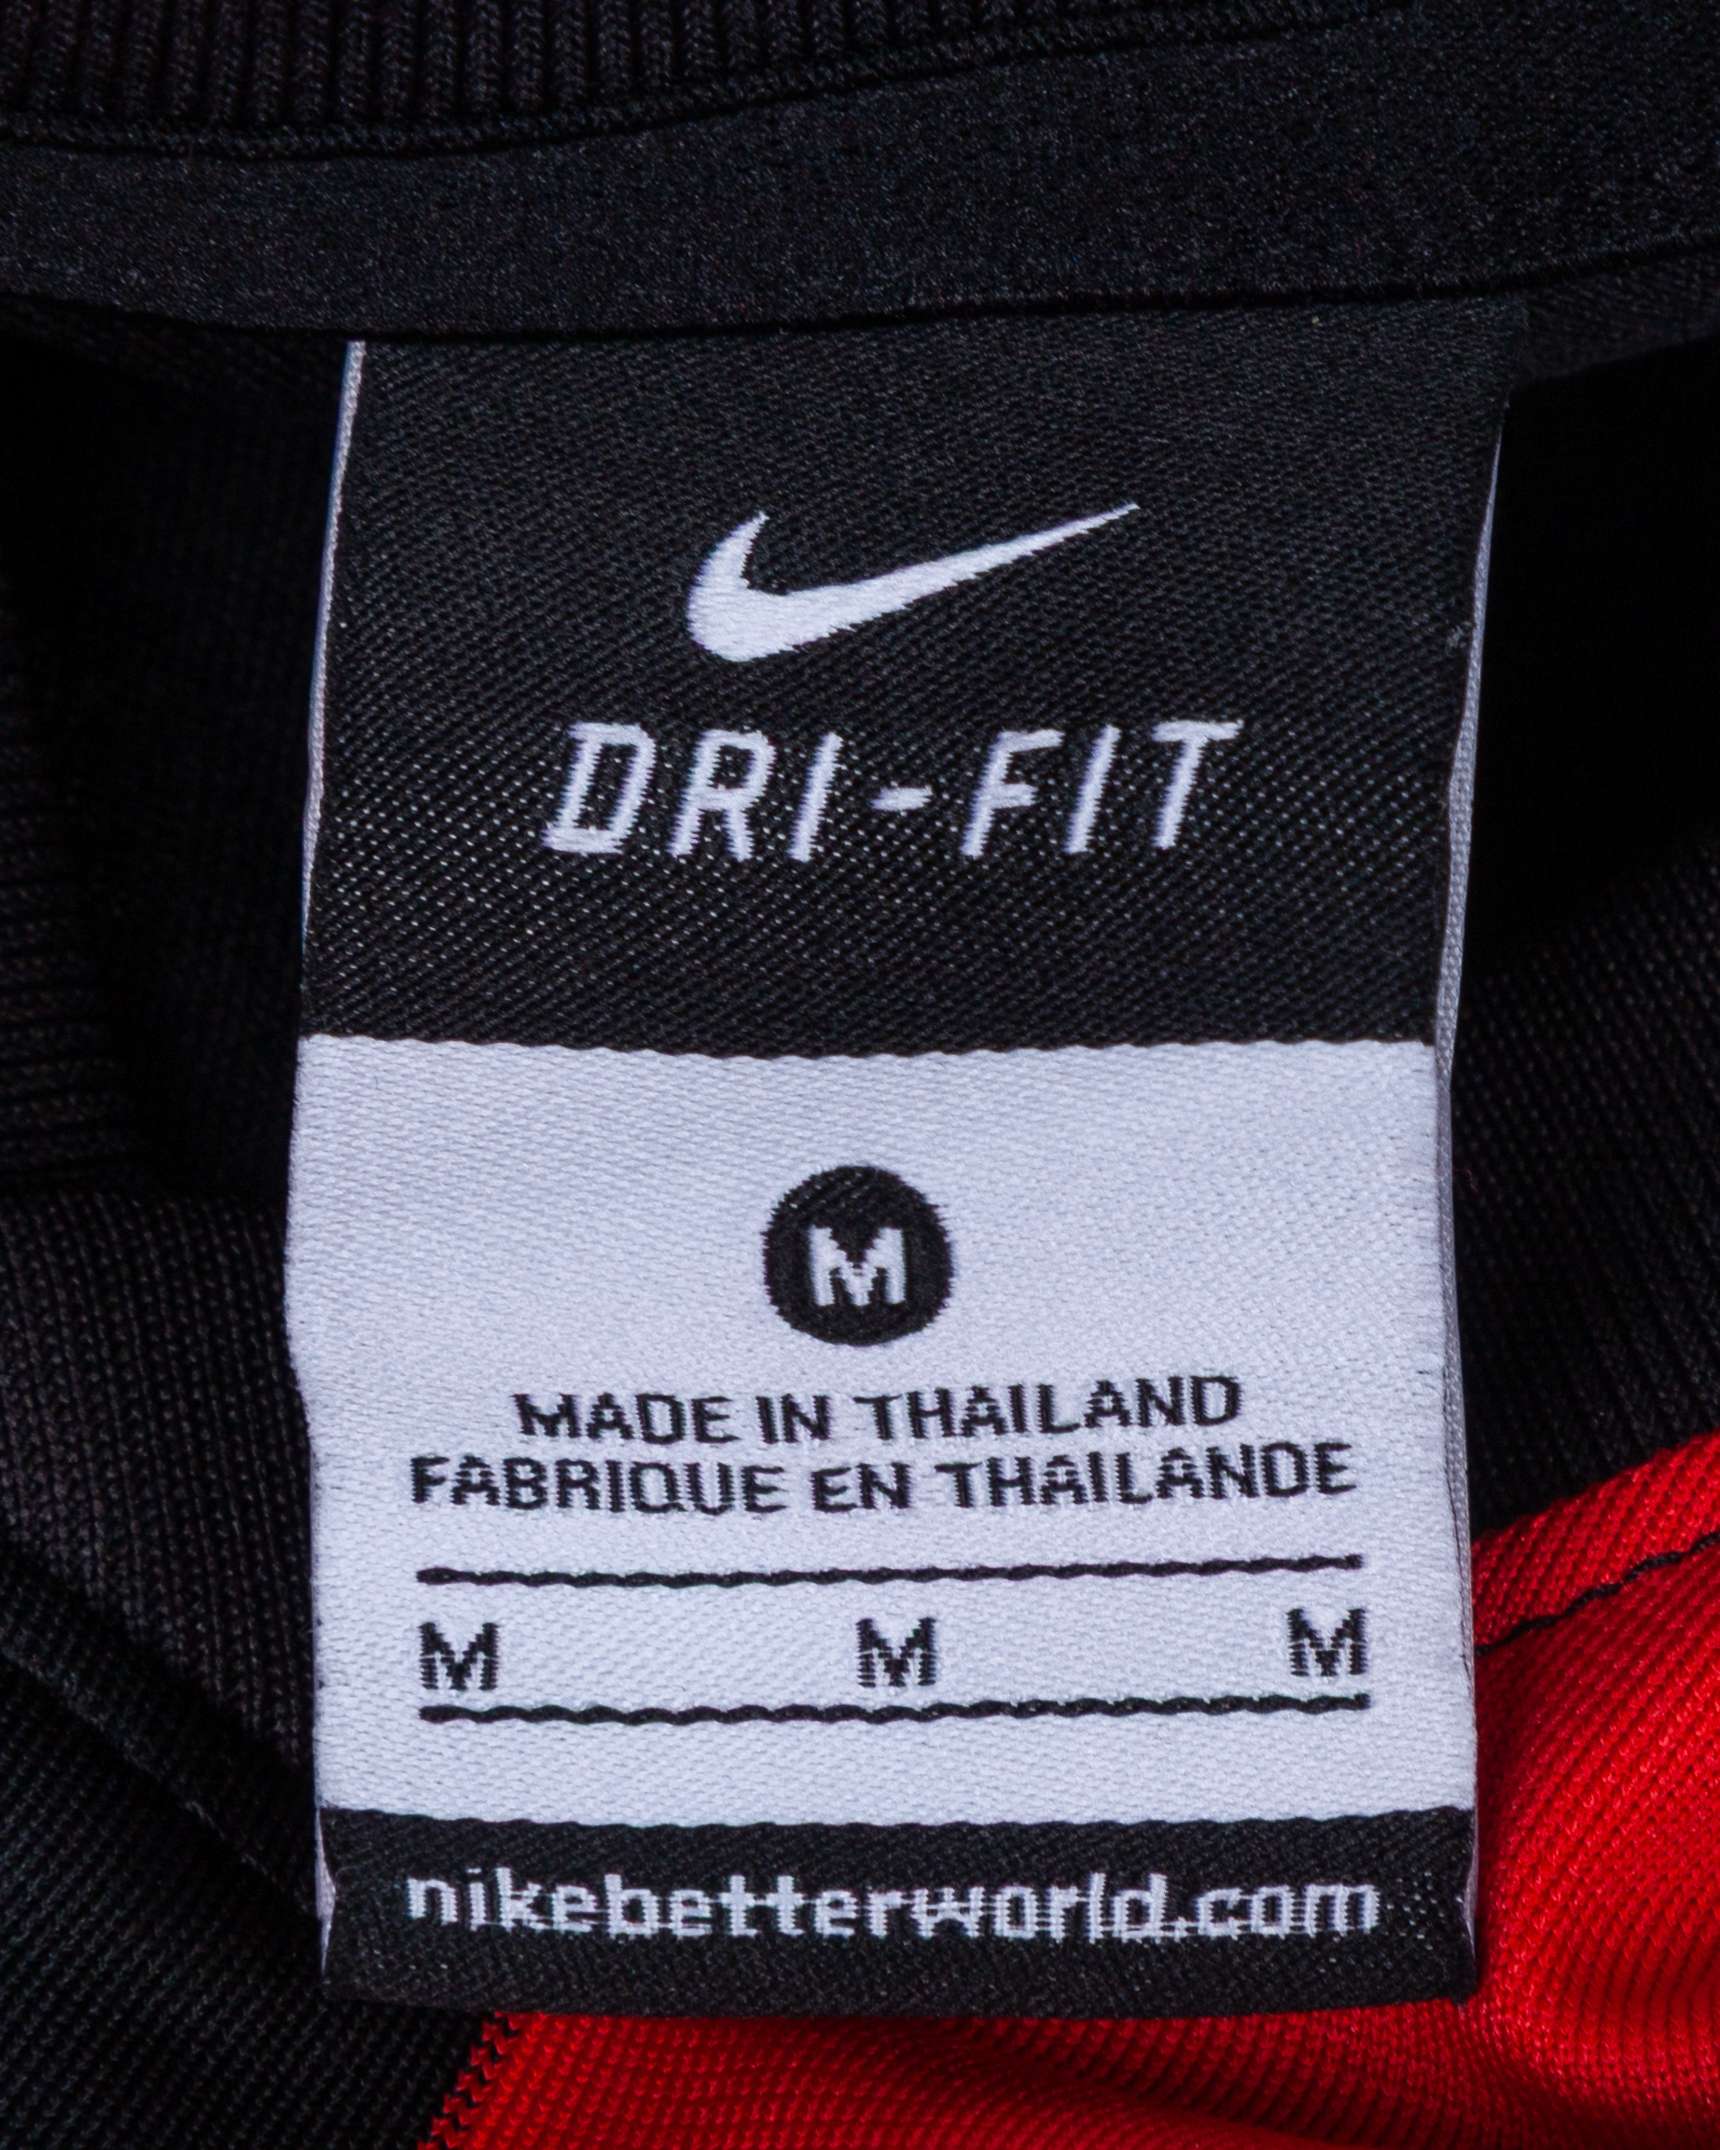 DRI-FIT
M
MADE IN THAILAND
FABRIQUE EN THAILANDE
M M M
nikebetterworld.com